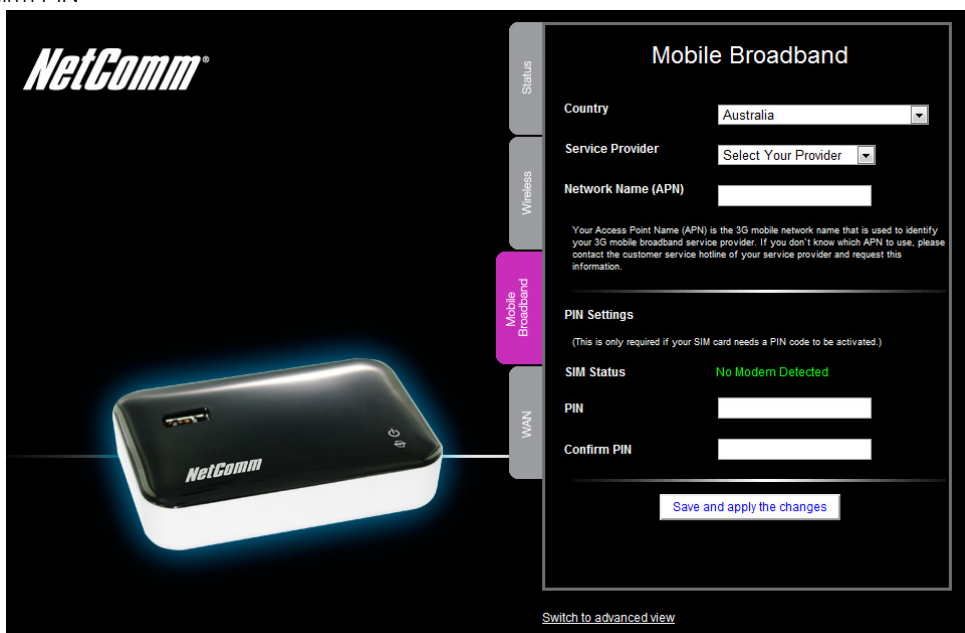 NetComm®
Status
Wireless
Mobile
Broadband
WAN
Mobile Broadband
Country
Australia
Service Provider
Select Your Provider
Network Name (APN)
Your Access Point Name (APN) is the 3G mobile network name that is used to identify
your 3G mobile broadband service provider. If you don`t know which APN to use, please
contact the customer service hotline of your service provider and request this
information.
PIN Settings
(This is only required if your SIM card needs a PIN code to be activated.)
SIM Status
No Modem Detected
PIN
Confirm PIN
Save and apply the changes
NetComm
Switch to advanced view